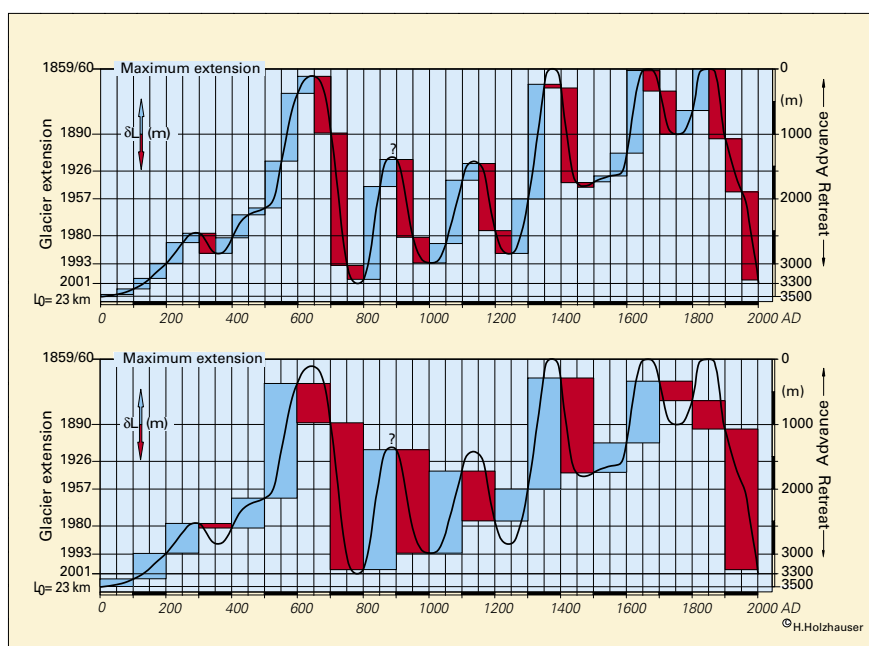 1859/60
Maximum extension
0
(m)
δL (m)
?
1890
1000
1926
1957
2000
1980
1993
3000
2001
3300
L0= 23 km
3500
Glacier extension
Retreat Advance
0 200 400 600 800 1000 1200 1400 1600 1800 2000 AD
1859/60
Maximum extension
0
(m)
δL (m)
?
1890
1000
1926
1957
2000
1980
1993
3000
2001
3300
L0= 23 km
3500
Glacier extension
Retreat Advance
0 200 400 600 800 1000 1200 1400 1600 1800 2000 AD
©H.Holzhauser